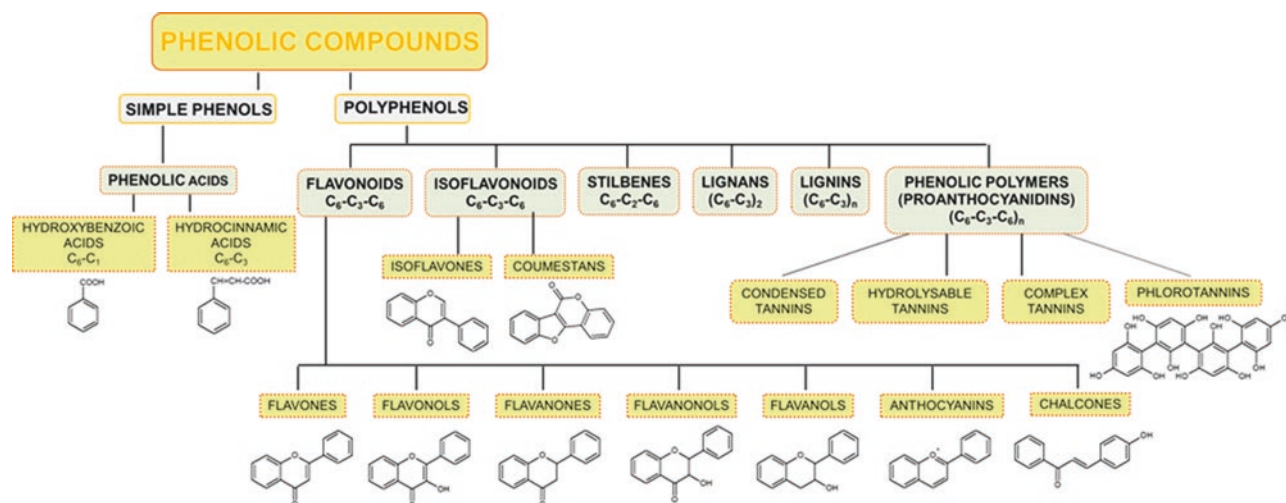 PHENOLIC COMPOUNDS
SIMPLE PHENOLS
POLYPHENOLS
PHENOLIC ACIDS
FLAVONOIDS
C6-C3-C6
ISOFLAVONOIDS
C6-C3-C6
STILBENES
C6-C2-C6
LIGNANS
(C6-C3)2
LIGNINS
(C6-C3)n
PHENOLIC POLYMERS
(PROANTHOCYANIDINS)
(C6-C3-C6)n
HYDROXYBENZOIC
ACIDS
C6-C1
HYDROCINNAMIC
ACIDS
C6-C3
ISOFLAVONES
COUMESTANS
CONDENSED
TANNINS
HYDROLYSABLE
TANNINS
COMPLEX
TANNINS
PHLOROTANNINS
COOH
CH=CH-COOH
FLAVONES
FLAVONOLS
FLAVANONES
FLAVANONOLS
FLAVANOLS
ANTHOCYANINS
CHALCONES